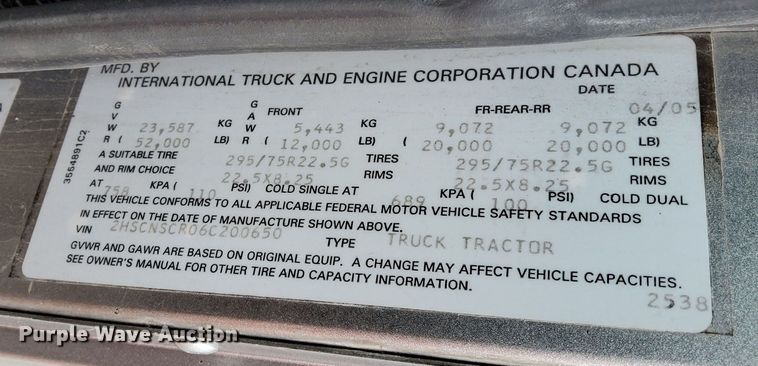 MFD. BY
INTERNATIONAL TRUCK AND ENGINE CORPORATION CANADA
DATE 04/05
G G FRONT FR-REAR-RR
V A
W 23,587 KG W 5,443 KG 9,072 9,072 KG
R ( 52,000 LB) R ( 12,000 LB) ( 20,000 20,000 LB)
A SUITABLE TIRE 295/75R22.5G TIRES 295/75R22.5G TIRES
AND RIM CHOICE 22.5X8.25 RIMS 22.5X8.25 RIMS
AT 758 KPA ( 110 PSI) COLD SINGLE AT 689 KPA ( 100 PSI) COLD DUAL
THIS VEHICLE CONFORMS TO ALL APPLICABLE FEDERAL MOTOR VEHICLE SAFETY STANDARDS
IN EFFECT ON THE DATE OF MANUFACTURE SHOWN ABOVE.
VIN 2HSCNSCR06C200650 TYPE TRUCK TRACTOR
GVWR AND GAWR ARE BASED ON ORIGINAL EQUIP. A CHANGE MAY AFFECT VEHICLE CAPACITIES.
SEE OWNER'S MANUAL FOR OTHER TIRE AND CAPACITY INFORMATION.
2538
3554891C2
Purple Wave Auction